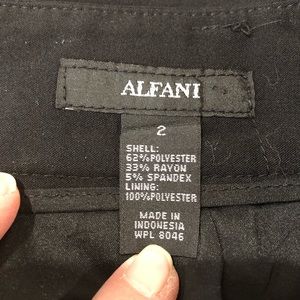 ALFANI
2
SHELL:
62%POLYESTER
33% RAYON
5% SPANDEX
LINING:
100%POLYESTER
MADE IN
INDONESIA
WPL 8046